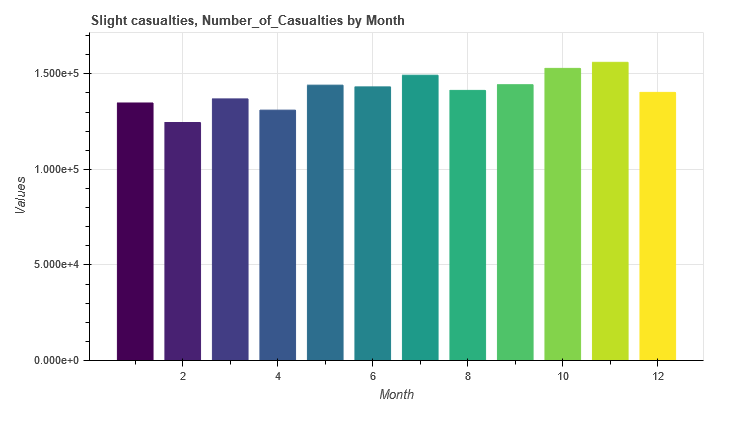 Slight casualties, Number_of_Casualties by Month
1.500e+5
1.000e+5
5.000e+4
0.000e+0
Values
2 4 6 8 10 12
Month